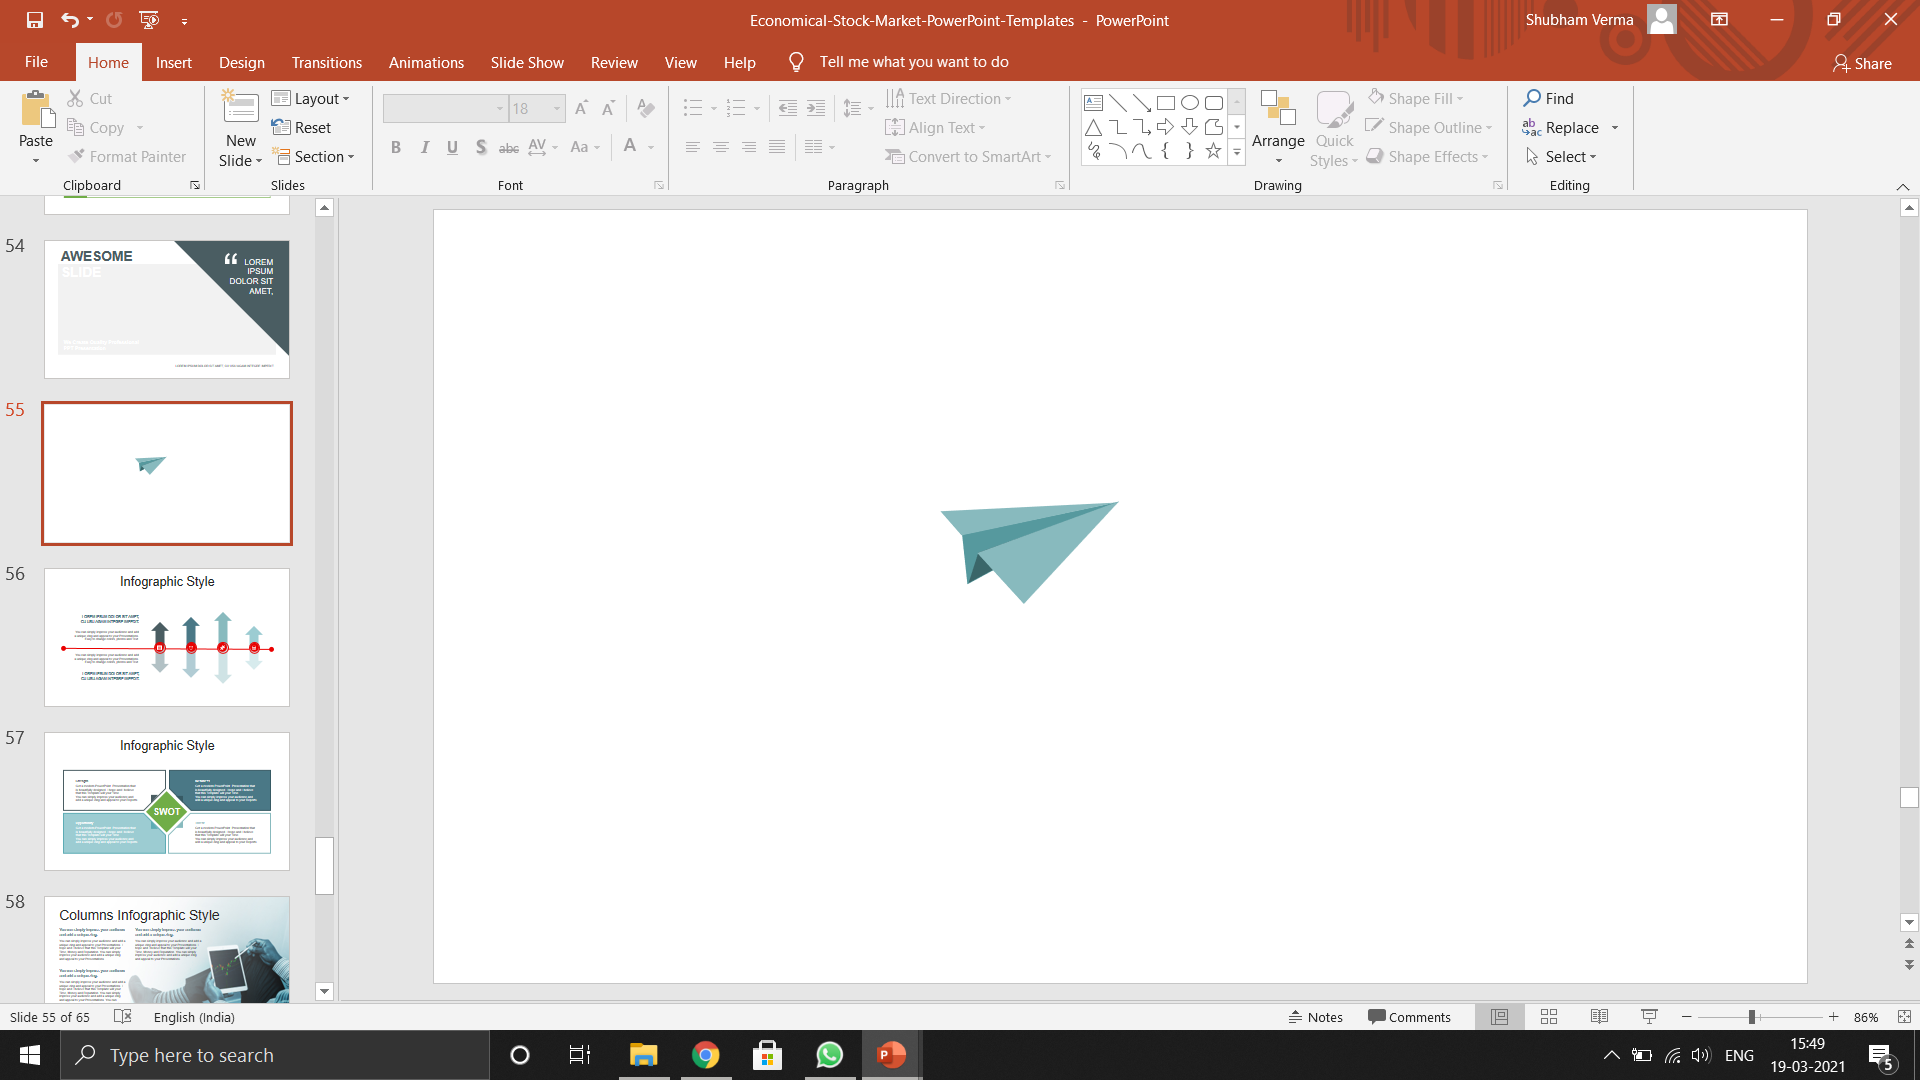 Economical-Stock-Market-PowerPoint-Templates - PowerPoint
Shubham Verma
File Home Insert Design Transitions Animations Slide Show Review View Help Tell me what you want to do
Share
Paste
Cut
Copy
Format Painter
Clipboard
New Slide
Layout
Reset
Section
Slides
18
B I U S abc AV Aa A
Font
Text Direction
Align Text
Convert to SmartArt
Paragraph
Arrange
Quick Styles
Shape Fill
Shape Outline
Shape Effects
Drawing
Find
Replace
Select
Editing
54
AWESOME
SLIDE
“ LOREM
IPSUM
DOLOR SIT
AMET,
55
56
Infographic Style
57
Infographic Style
SWOT
58
Columns Infographic Style
Slide 55 of 65
English (India)
Notes
Comments
86%
Type here to search
ENG
15:49
19-03-2021
5